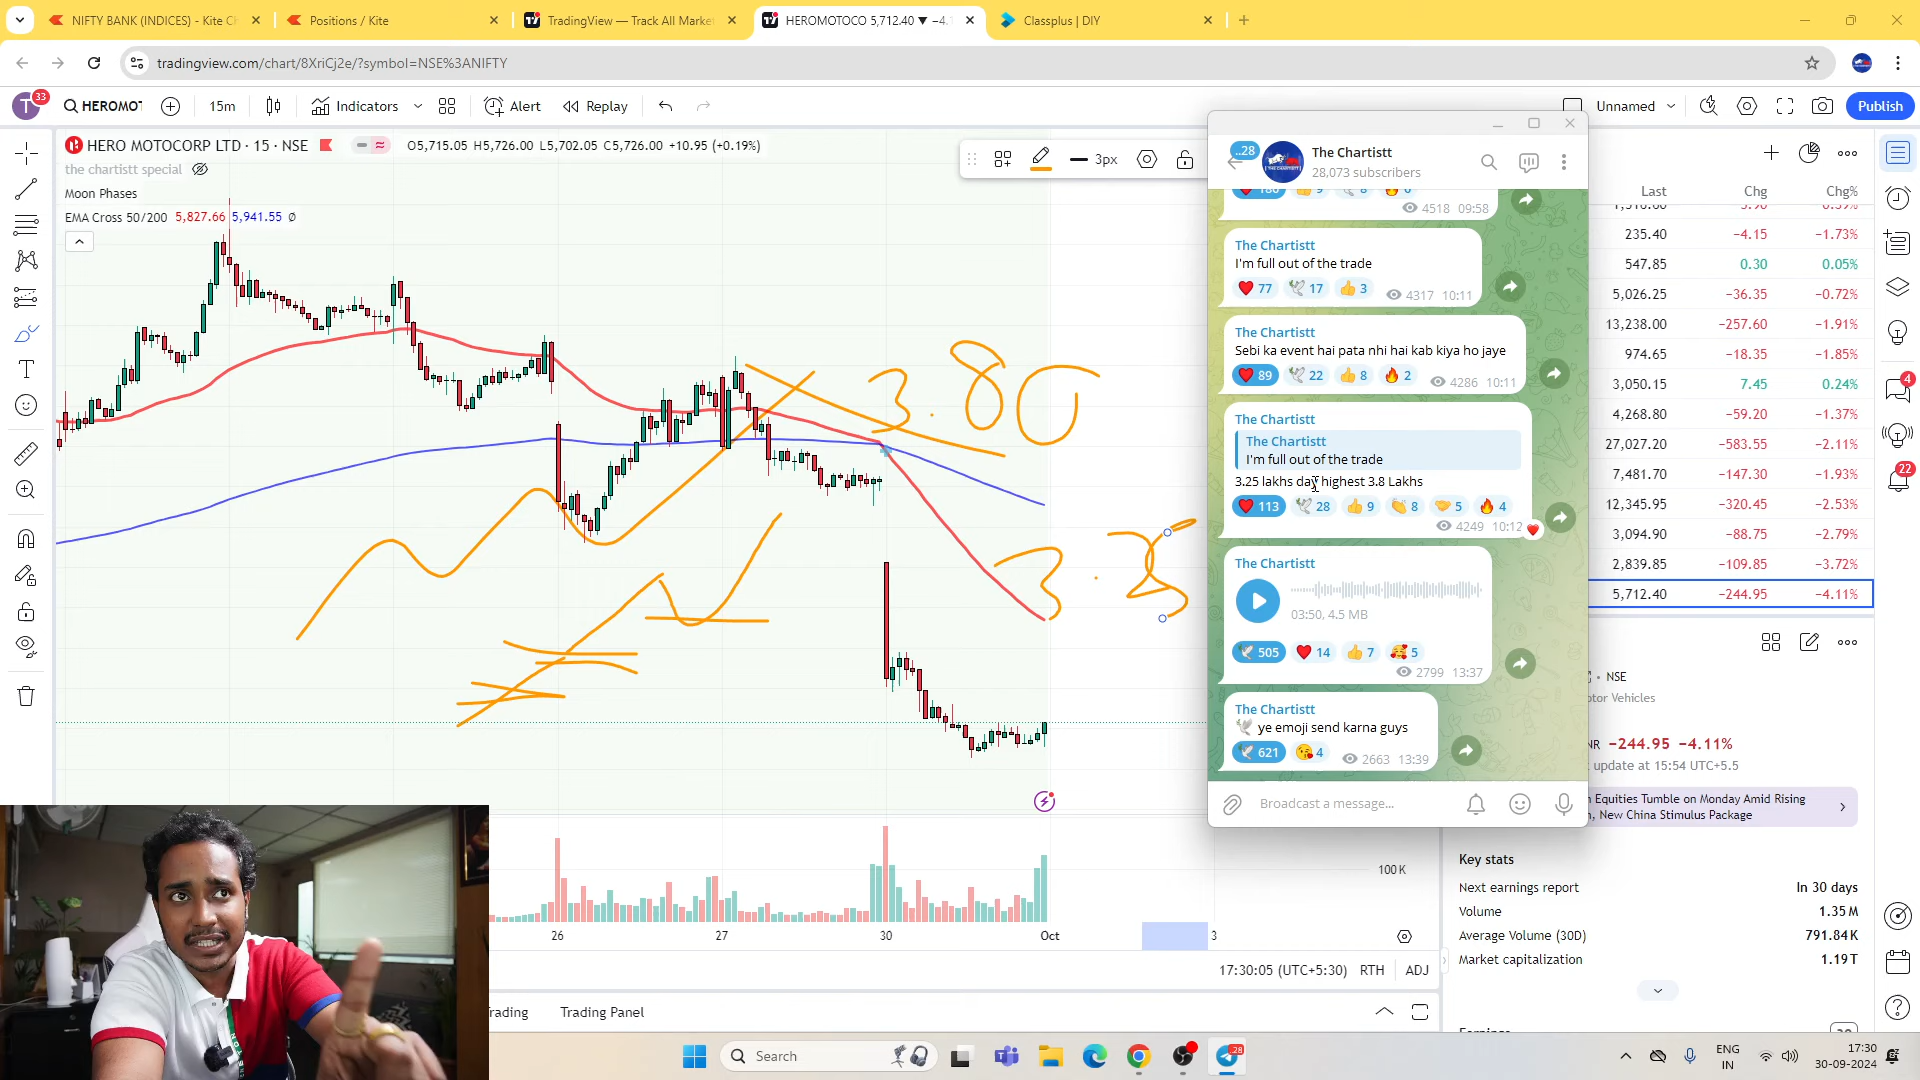 NIFTY BANK (INDICES) - Kite C
Positions / Kite
TradingView — Track All Market
HEROMOTOCO 5,712.40 ▼ −4.1
Classplus | DIY
tradingview.com/chart/8XriCj2e/?symbol=NSE%3ANIFTY
T
33
HEROMOT
15m
Indicators
Alert
Replay
Unnamed
Publish
HERO MOTOCORP LTD · 15 · NSE
O5,715.05 H5,726.00 L5,702.05 C5,726.00 +10.95 (+0.19%)
the chartistt special
Moon Phases
EMA Cross 50/200 5,827.66 5,941.55 Ø
3px
3.80
3.25
..28
The Chartistt
28,073 subscribers
4518 09:58
The Chartistt
I'm full out of the trade
77 17 3
4317 10:11
The Chartistt
Sebi ka event hai pata nhi hai kab kiya ho jaye
89 22 8 2
4286 10:11
The Chartistt
The Chartistt
I'm full out of the trade
3.25 lakhs day highest 3.8 Lakhs
113 28 9 8 5 4
4249 10:12
The Chartistt
03:50, 4.5 MB
505 14 7 5
2799 13:37
The Chartistt
ye emoji send karna guys
621 4
2663 13:39
Broadcast a message...
Last Chg Chg%
235.40 −4.15 −1.73%
547.85 0.30 0.05%
5,026.25 −36.35 −0.72%
13,238.00 −257.60 −1.91%
974.65 −18.35 −1.85%
3,050.15 7.45 0.24%
4,268.80 −59.20 −1.37%
27,027.20 −583.55 −2.11%
7,481.70 −147.30 −1.93%
12,345.95 −320.45 −2.53%
3,094.90 −88.75 −2.79%
2,839.85 −109.85 −3.72%
5,712.40 −244.95 −4.11%
4
22
• NSE
otor Vehicles
−244.95 −4.11%
update at 15:54 UTC+5.5
Equities Tumble on Monday Amid Rising
, New China Stimulus Package
Key stats
Next earnings report In 30 days
Volume 1.35 M
Average Volume (30D) 791.84 K
Market capitalization 1.19 T
100 K
26 27 30 Oct 3
17:30:05 (UTC+5:30) RTH ADJ
rading Trading Panel
Search
28
ENG
IN
17:30
30-09-2024